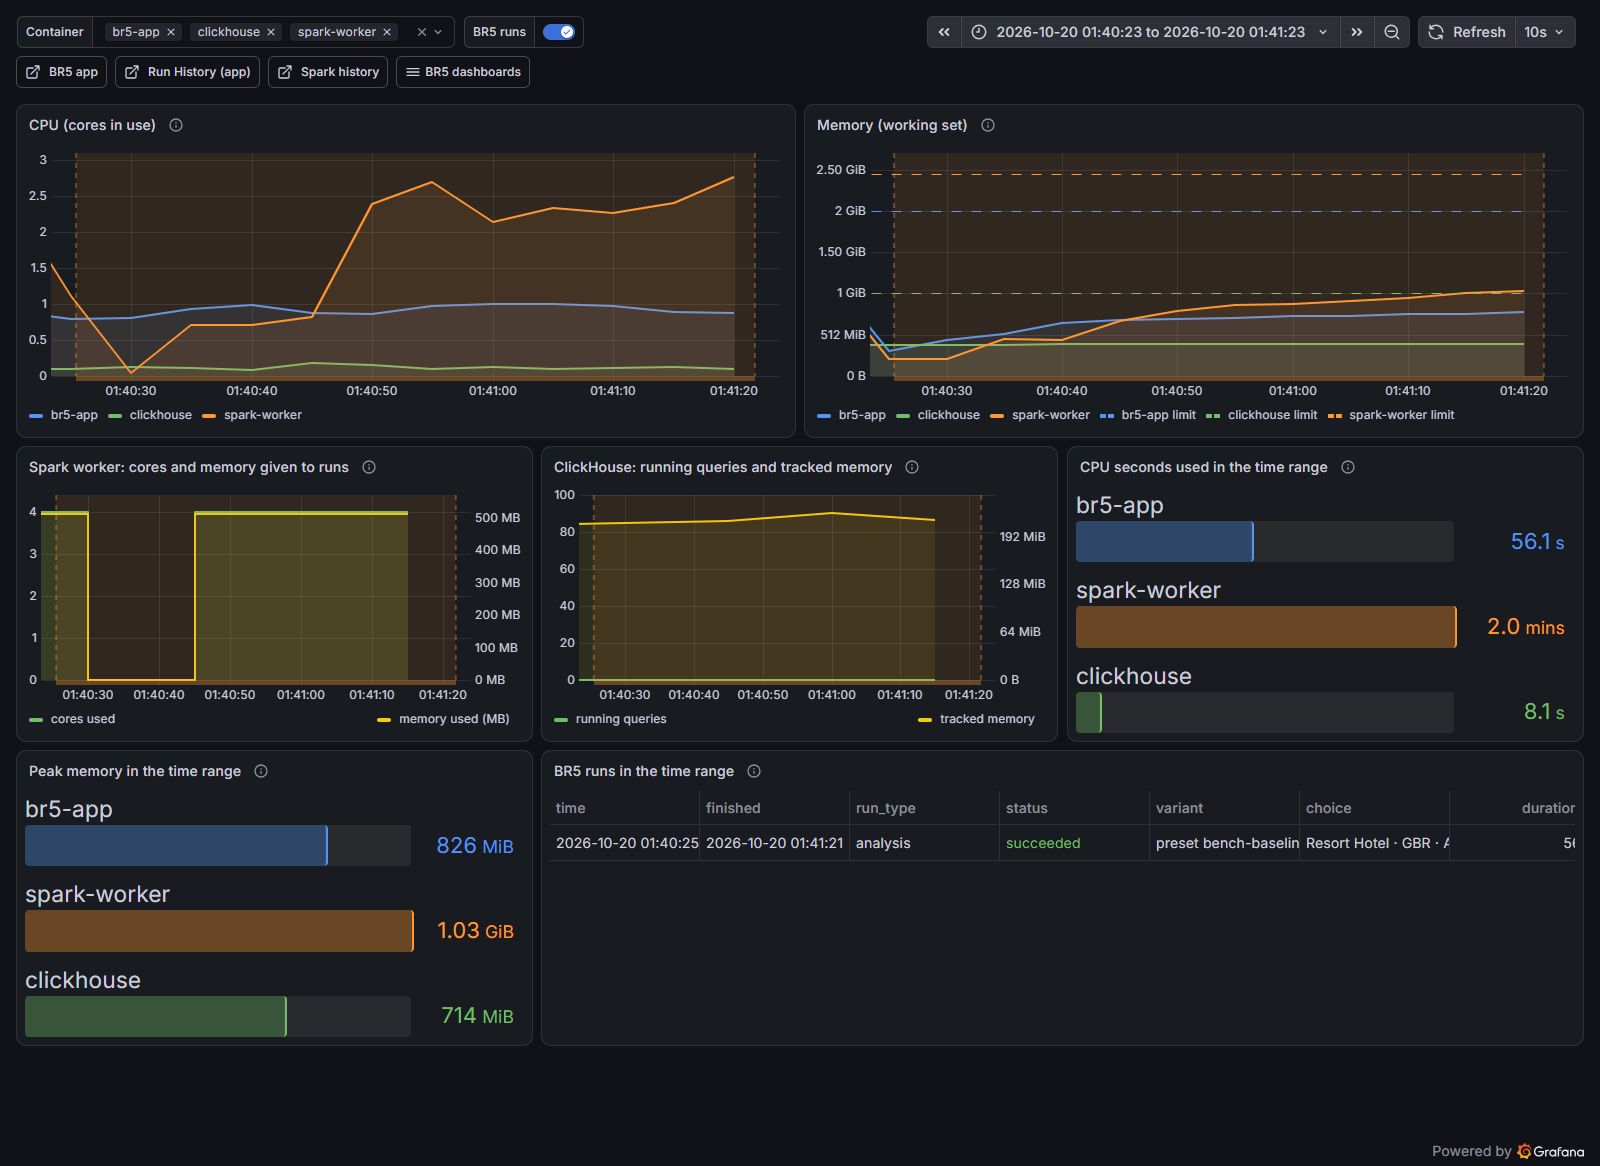 Container br5-app clickhouse spark-worker BR5 runs 2026-10-20 01:40:23 to 2026-10-20 01:41:23 Refresh 10s
BR5 app Run History (app) Spark history BR5 dashboards
CPU (cores in use)
3
2.5
2
1.5
1
0.5
0
01:40:30 01:40:40 01:40:50 01:41:00 01:41:10 01:41:20
br5-app clickhouse spark-worker
Memory (working set)
2.50 GiB
2 GiB
1.50 GiB
1 GiB
512 MiB
0 B
01:40:30 01:40:40 01:40:50 01:41:00 01:41:10 01:41:20
br5-app clickhouse spark-worker br5-app limit clickhouse limit spark-worker limit
Spark worker: cores and memory given to runs
4 500 MB
400 MB
3 300 MB
2 200 MB
1 100 MB
0 0 MB
01:40:30 01:40:40 01:40:50 01:41:00 01:41:10 01:41:20
cores used memory used (MB)
ClickHouse: running queries and tracked memory
100
80 192 MiB
60 128 MiB
40
20 64 MiB
0 0 B
01:40:30 01:40:40 01:40:50 01:41:00 01:41:10 01:41:20
running queries tracked memory
CPU seconds used in the time range
br5-app
56.1 s
spark-worker
2.0 mins
clickhouse
8.1 s
Peak memory in the time range
br5-app
826 MiB
spark-worker
1.03 GiB
clickhouse
714 MiB
BR5 runs in the time range
time finished run_type status variant choice duration
2026-10-20 01:40:25 2026-10-20 01:41:21 analysis succeeded preset bench-baselin Resort Hotel · GBR · A 56
Powered by Grafana